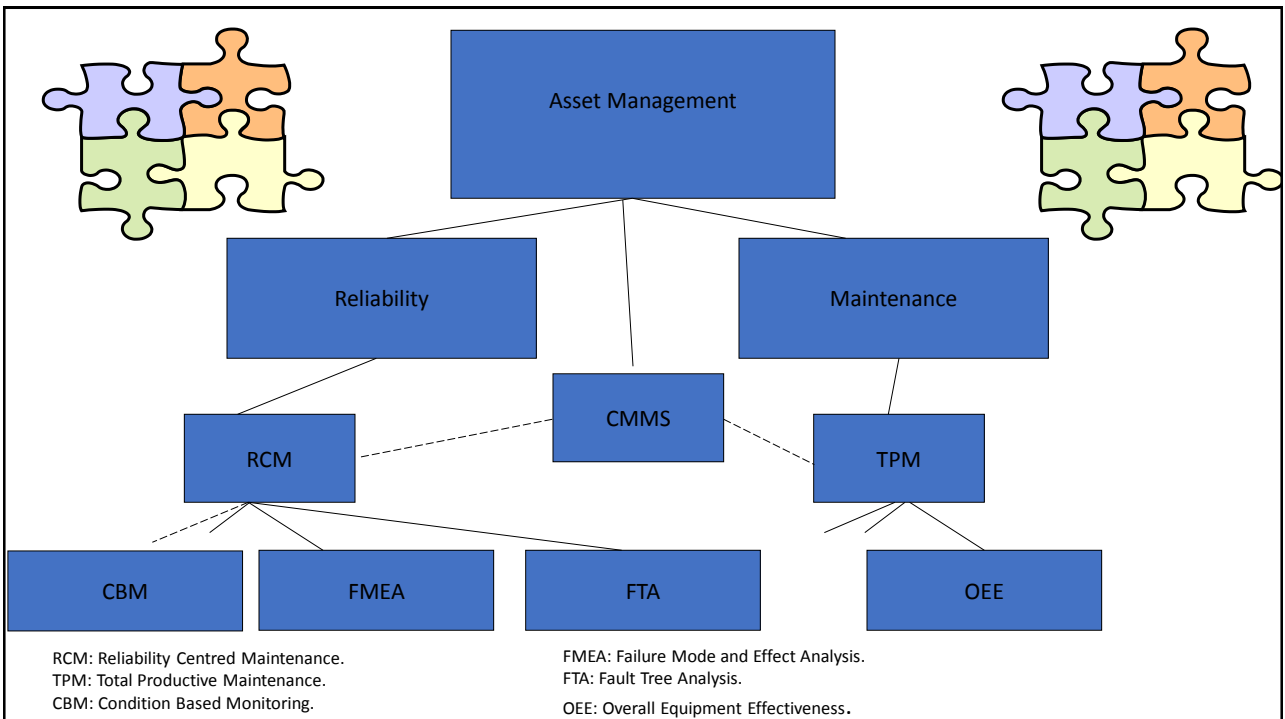 Asset Management
Reliability
Maintenance
CMMS
RCM
TPM
CBM
FMEA
FTA
OEE
RCM: Reliability Centred Maintenance.
TPM: Total Productive Maintenance.
CBM: Condition Based Monitoring.
FMEA: Failure Mode and Effect Analysis.
FTA: Fault Tree Analysis.
OEE: Overall Equipment Effectiveness.